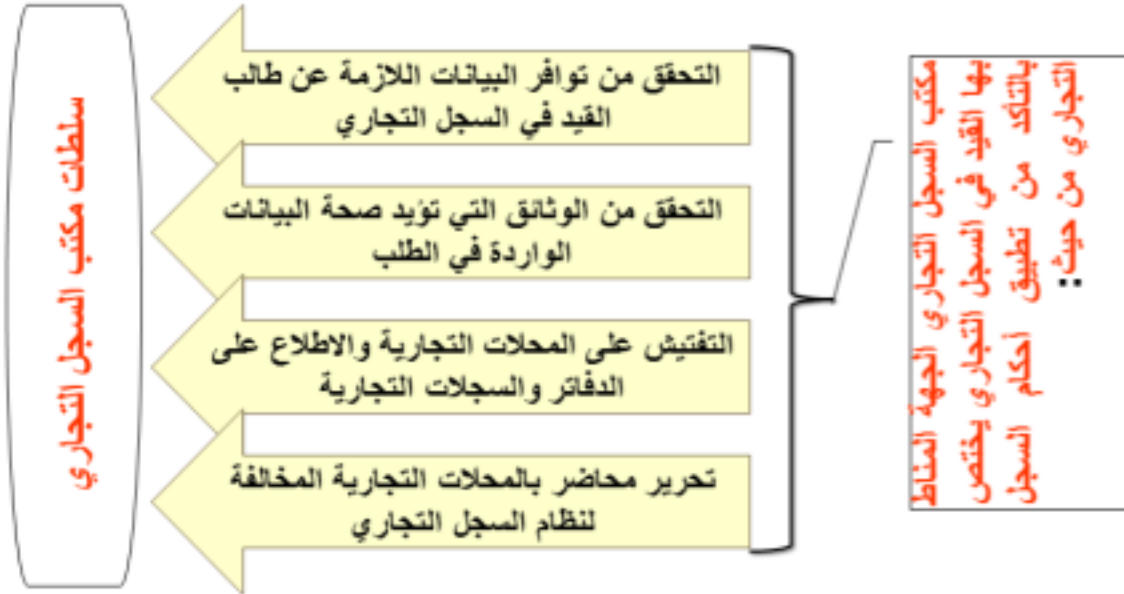 مكتب السجل التجاري الجهة المناط
بها القيد في السجل التجاري يختص
بالتأكد من تطبيق أحكام السجل
التجاري من حيث:
التحقق من توافر البيانات اللازمة عن طالب
القيد في السجل التجاري
التحقق من الوثائق التي تؤيد صحة البيانات
الواردة في الطلب
التفتيش على المحلات التجارية والاطلاع على
الدفاتر والسجلات التجارية
تحرير محاضر بالمحلات التجارية المخالفة
لنظام السجل التجاري
سلطات مكتب السجل التجاري